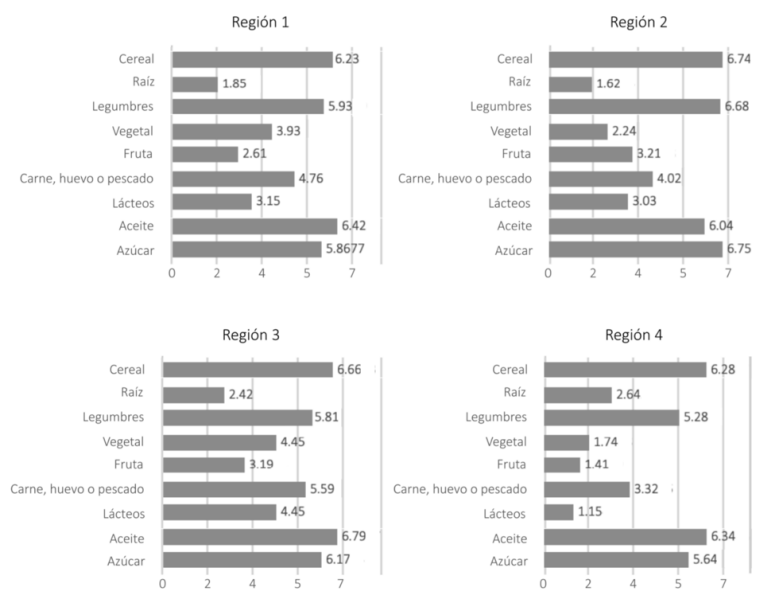 Región 1
Cereal 6.23
Raíz 1.85
Legumbres 5.93
Vegetal 3.93
Fruta 2.61
Carne, huevo o pescado 4.76
Lácteos 3.15
Aceite 6.42
Azúcar 5.8677
0 2 4 5 7
Región 2
Cereal 6.74
Raíz 1.62
Legumbres 6.68
Vegetal 2.24
Fruta 3.21
Carne, huevo o pescado 4.02
Lácteos 3.03
Aceite 6.04
Azúcar 6.75
0 2 4 5 7
Región 3
Cereal 6.66
Raíz 2.42
Legumbres 5.81
Vegetal 4.45
Fruta 3.19
Carne, huevo o pescado 5.59
Lácteos 4.45
Aceite 6.79
Azúcar 6.17
0 2 4 5 7
Región 4
Cereal 6.28
Raíz 2.64
Legumbres 5.28
Vegetal 1.74
Fruta 1.41
Carne, huevo o pescado 3.32
Lácteos 1.15
Aceite 6.34
Azúcar 5.64
0 2 4 5 7